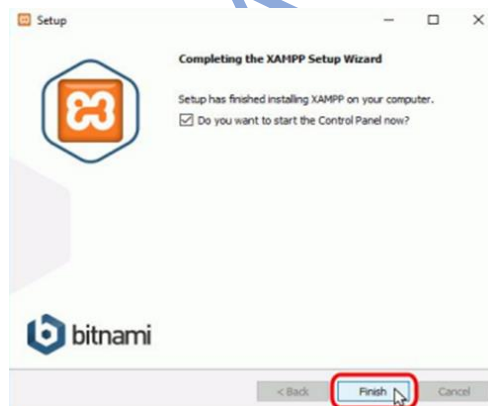 Setup
Completing the XAMPP Setup Wizard
Setup has finished installing XAMPP on your computer.
Do you want to start the Control Panel now?
bitnami
< Back
Finish
Cancel